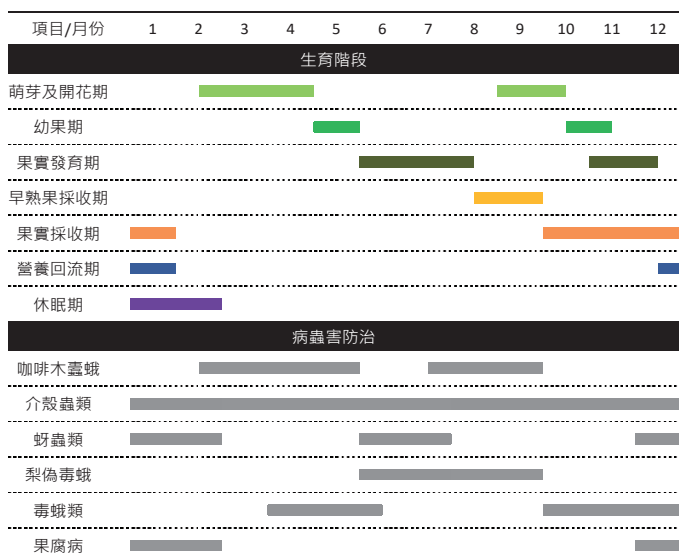 項目/月份 1 2 3 4 5 6 7 8 9 10 11 12
生育階段
萌芽及開花期
幼果期
果實發育期
早熟果採收期
果實採收期
營養回流期
休眠期
病蟲害防治
咖啡木蠹蛾
介殼蟲類
蚜蟲類
梨偽毒蛾
毒蛾類
果腐病